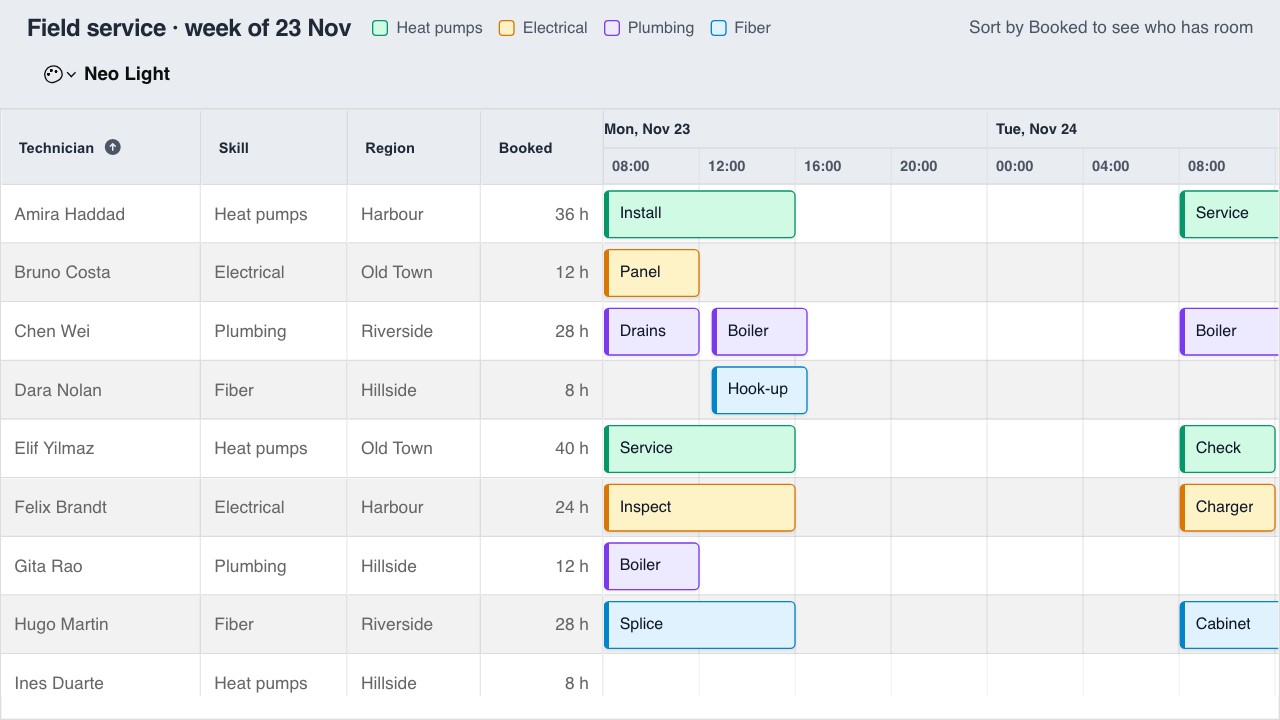 Field service · week of 23 Nov
Heat pumps
Electrical
Plumbing
Fiber
Sort by Booked to see who has room
Neo Light
Technician Skill Region Booked
Mon, Nov 23 Tue, Nov 24
08:00 12:00 16:00 20:00 00:00 04:00 08:00
Amira Haddad Heat pumps Harbour 36 h Install Service
Bruno Costa Electrical Old Town 12 h Panel
Chen Wei Plumbing Riverside 28 h Drains Boiler Boiler
Dara Nolan Fiber Hillside 8 h Hook-up
Elif Yilmaz Heat pumps Old Town 40 h Service Check
Felix Brandt Electrical Harbour 24 h Inspect Charger
Gita Rao Plumbing Hillside 12 h Boiler
Hugo Martin Fiber Riverside 28 h Splice Cabinet
Ines Duarte Heat pumps Hillside 8 h